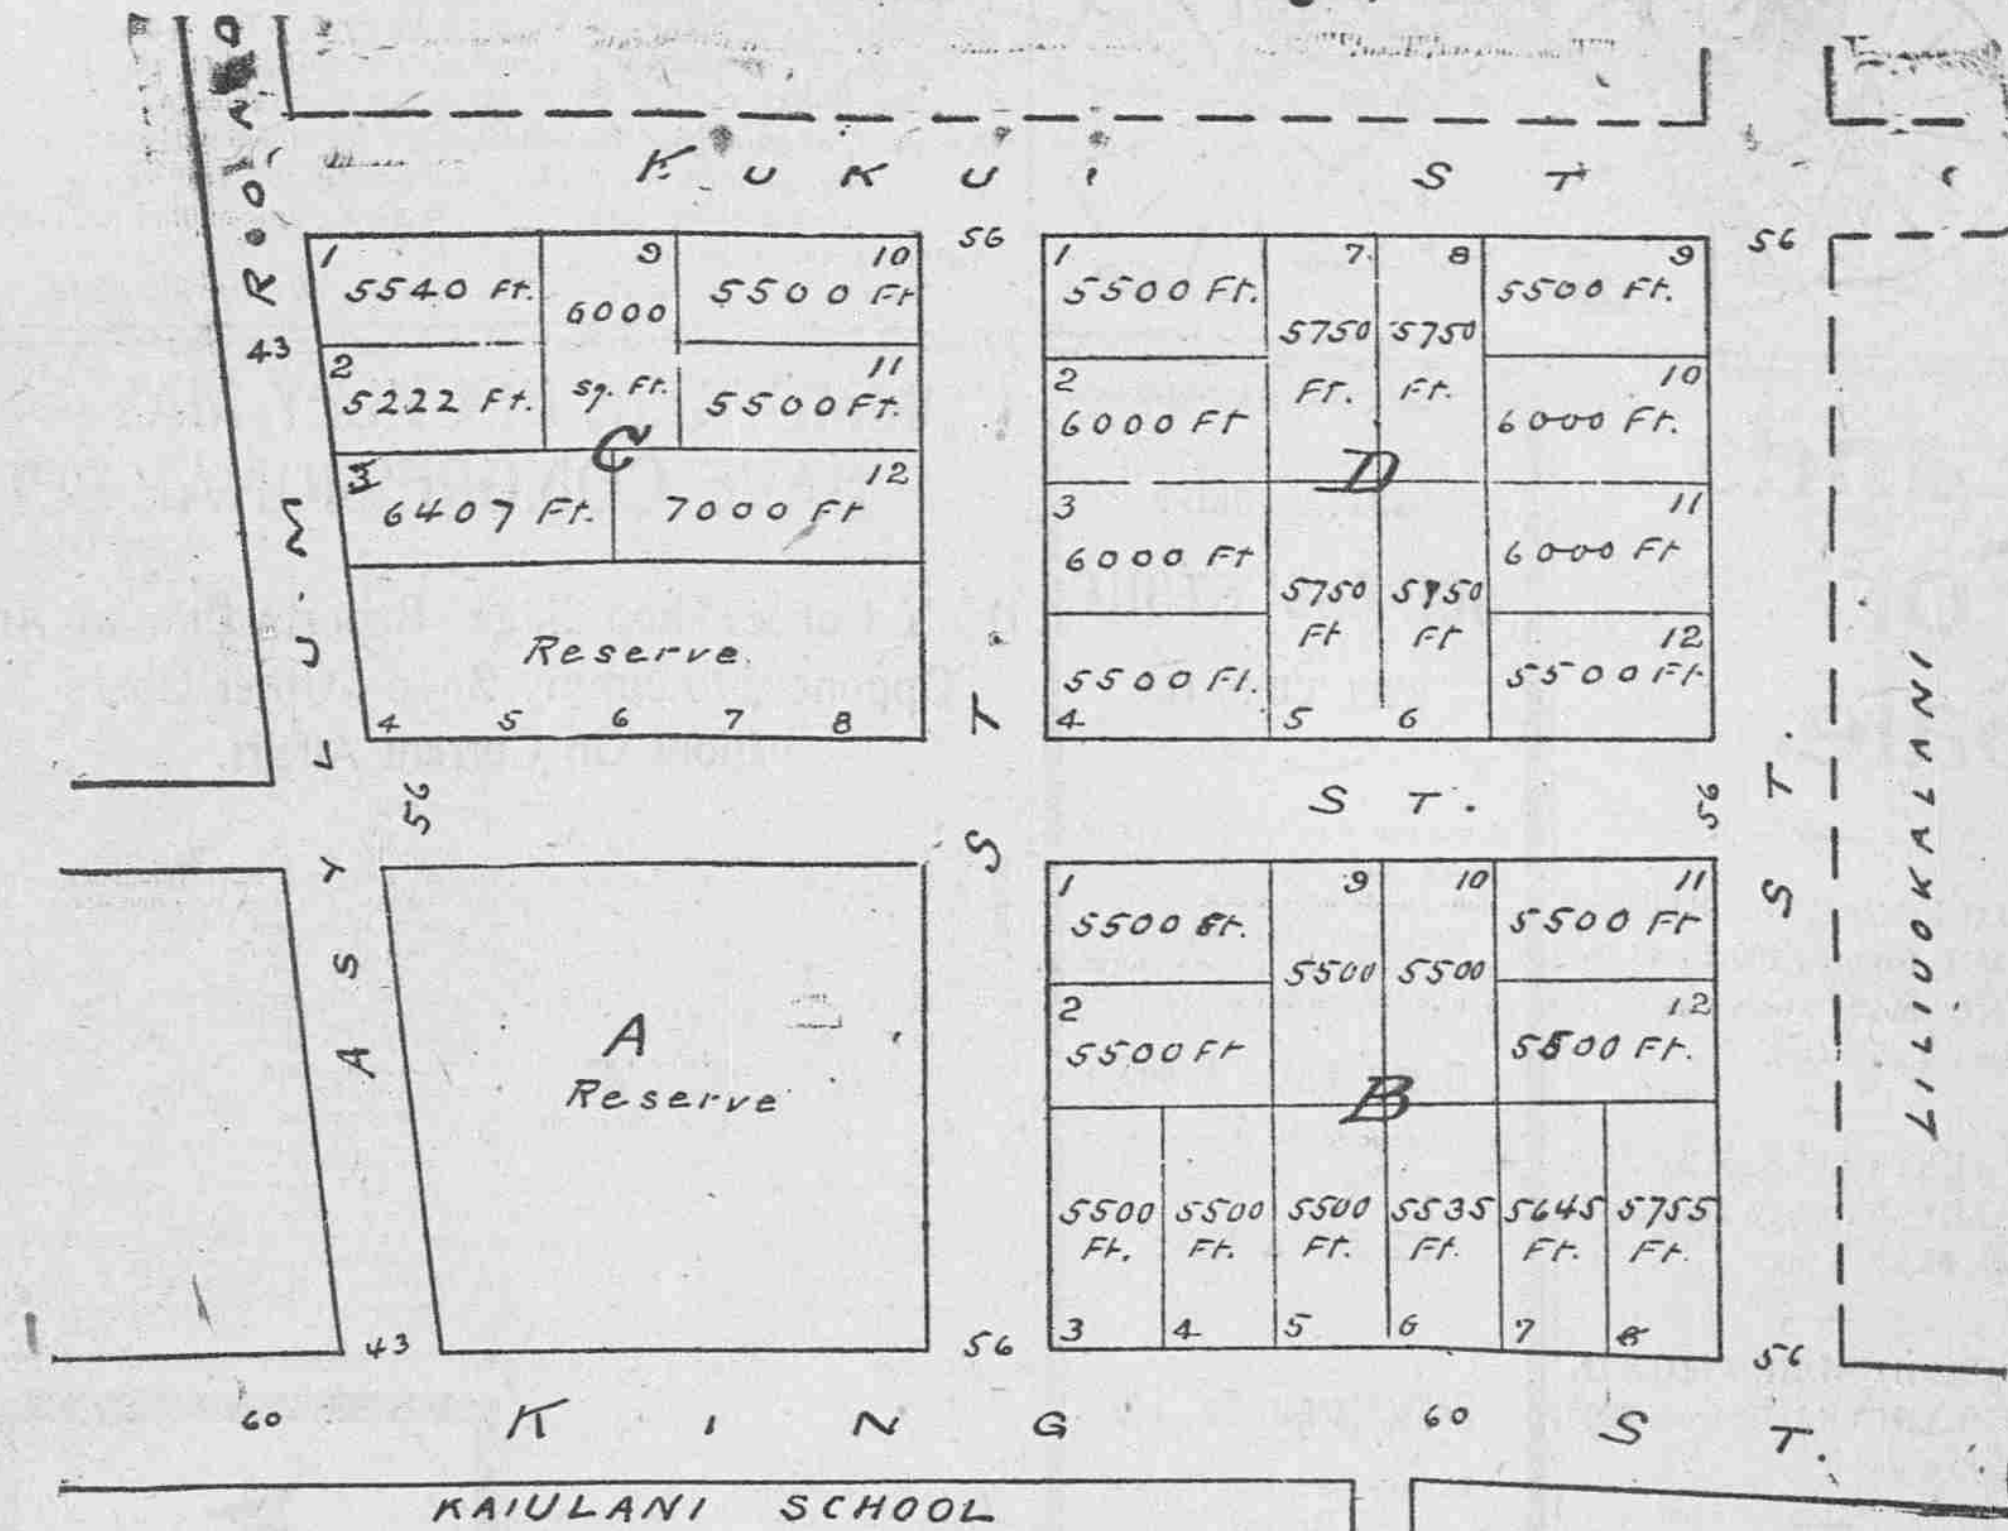 KUKUI ST
1
5540 Ft.
9
6000
sq. Ft.
10
5500 Ft
2
5222 Ft.
11
5500 Ft.
C
3
6407 Ft.
12
7000 Ft
Reserve
4 5 6 7 8
43
56
1
5500 Ft.
7
5750
Ft.
8
5750
Ft.
9
5500 Ft.
2
6000 Ft
10
6000 Ft.
D
3
6000 Ft
11
6000 Ft
5750
Ft
5750
Ft
12
5500 Ft
5500 Ft.
4 5 6
56
ST.
ST.
ASYLUM ROAD
56
ST.
56
ST.
LILIUOKALANI
A
Reserve
1
5500 Ft.
9
5500
10
5500
11
5500 Ft
2
5500 Ft
12
5500 Ft.
B
5500
Ft.
5500
Ft.
5500
Ft.
5535
Ft.
5645
Ft.
5755
Ft.
3 4 5 6 7 8
43
56
56
60
KING ST.
60
KAIULANI SCHOOL